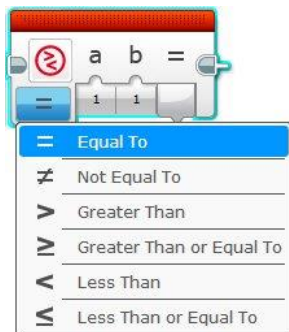 a b =
= 1 1
= Equal To
≠ Not Equal To
> Greater Than
≥ Greater Than or Equal To
< Less Than
≤ Less Than or Equal To